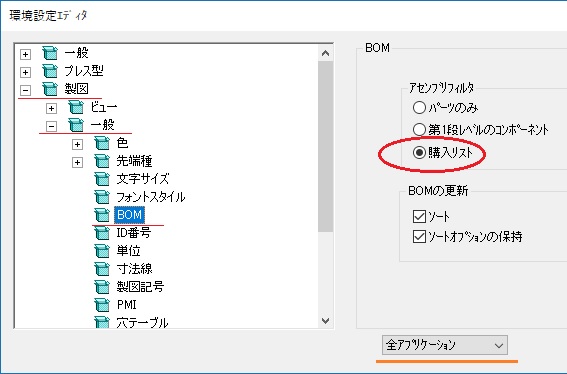 環境設定ｴﾃﾞｨﾀ
一般
ﾌﾟﾚｽ型
製図
ﾋﾞｭｰ
一般
色
先端種
文字サイズ
フォントスタイル
BOM
ID番号
単位
寸法線
製図記号
PMI
穴テーブル
BOM
ｱｾﾝﾌﾞﾘﾌｨﾙﾀ
ﾊﾟｰﾂのみ
第1段ﾚﾍﾞﾙのｺﾝﾎﾟｰﾈﾝﾄ
購入ﾘｽﾄ
BOMの更新
ｿｰﾄ
ｿｰﾄｵﾌﾟｼｮﾝの保持
全ｱﾌﾟﾘｹｰｼｮﾝ